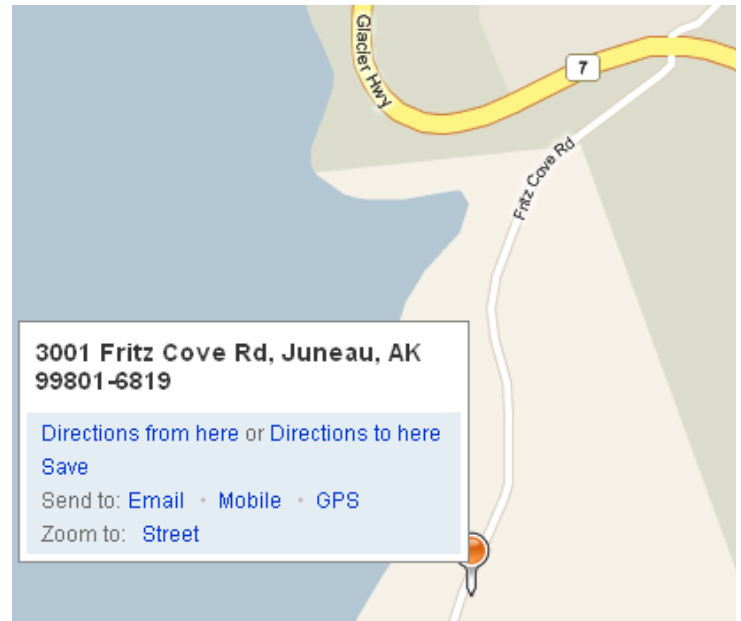 Glacier Hwy
7
Fritz Cove Rd
3001 Fritz Cove Rd, Juneau, AK
99801-6819
Directions from here or Directions to here
Save
Send to: Email • Mobile • GPS
Zoom to: Street